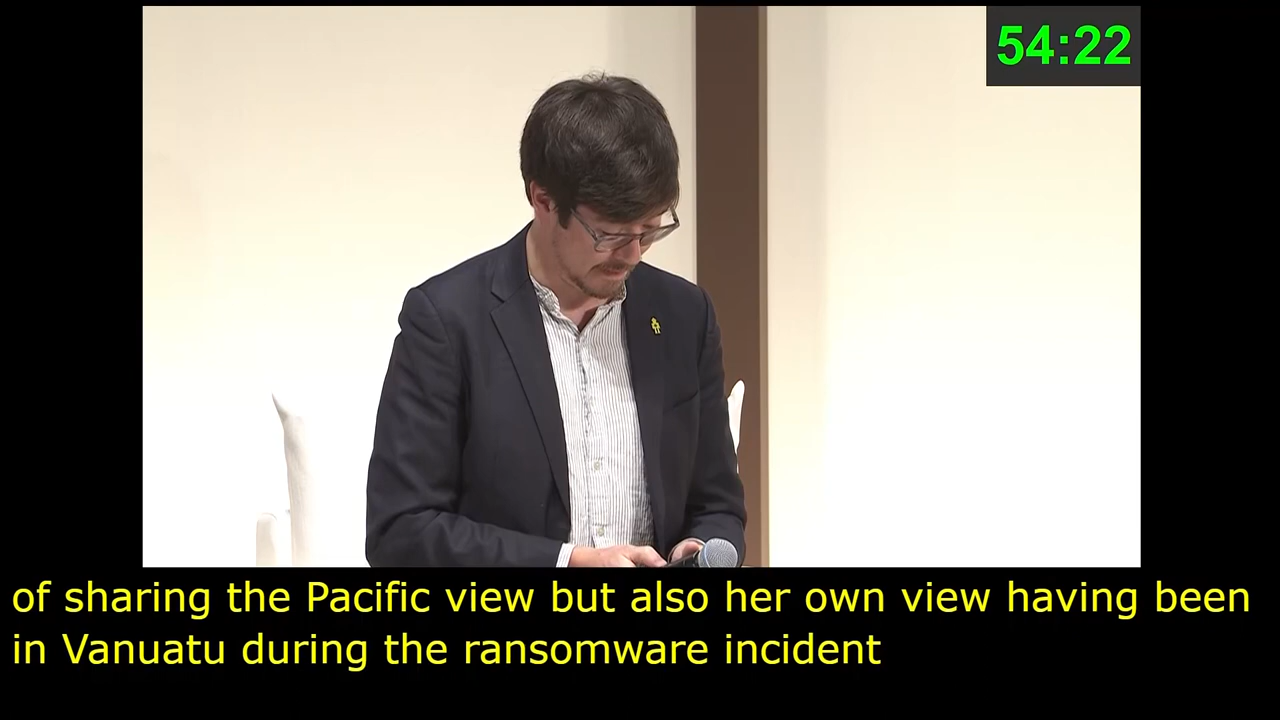 54:22
of sharing the Pacific view but also her own view having been
in Vanuatu during the ransomware incident